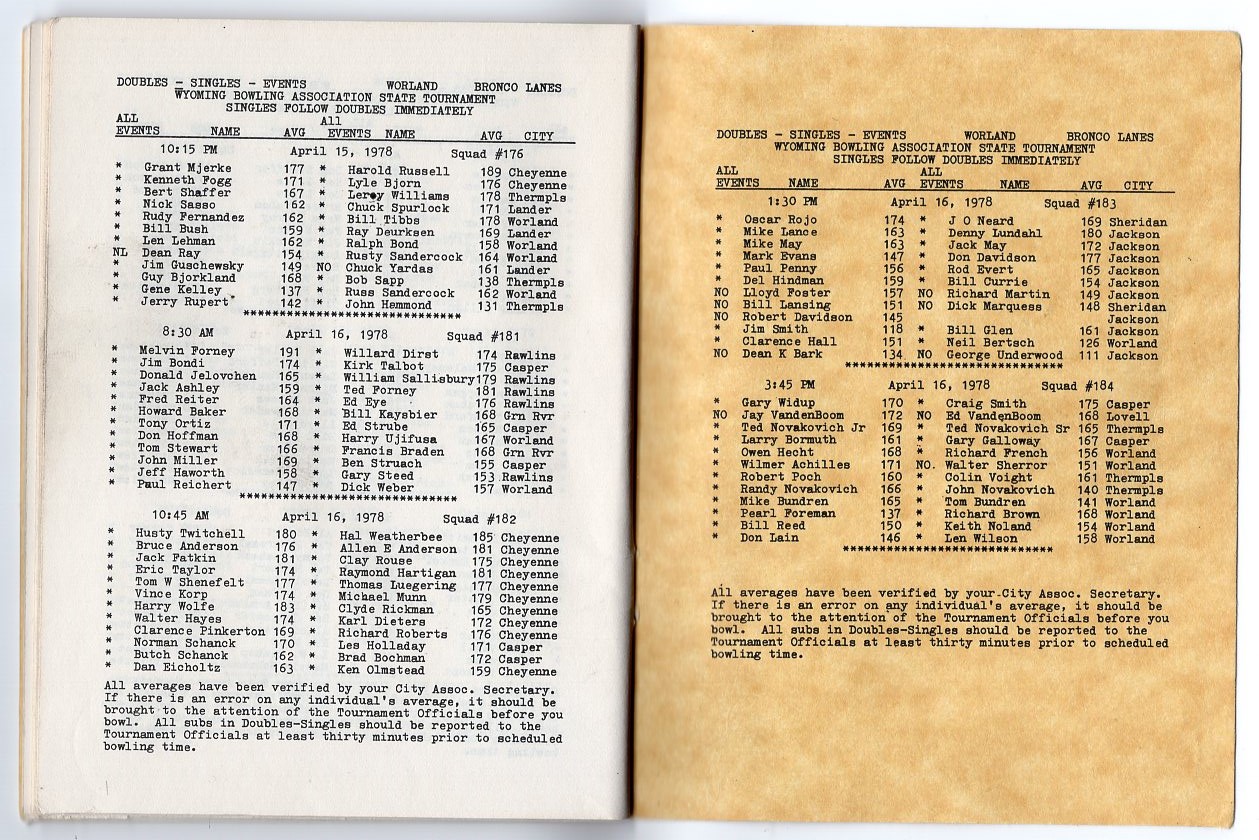 DOUBLES - SINGLES - EVENTS WORLAND BRONCO LANES
WYOMING BOWLING ASSOCIATION STATE TOURNAMENT
SINGLES FOLLOW DOUBLES IMMEDIATELY
ALL All
EVENTS NAME AVG EVENTS NAME AVG CITY
10:15 PM April 15, 1978 Squad #176
* Grant Mjerke 177 * Harold Russell 189 Cheyenne
* Kenneth Fogg 171 * Lyle Bjorn 176 Cheyenne
* Bert Shaffer 167 * Leroy Williams 178 Thermpls
* Nick Sasso 162 * Chuck Spurlock 171 Lander
* Rudy Fernandez 162 * Bill Tibbs 178 Worland
* Bill Bush 159 * Ray Deurksen 169 Lander
* Len Lehman 162 * Ralph Bond 158 Worland
NL Dean Ray 154 * Rusty Sandercock 164 Worland
* Jim Guschewsky 149 NO Chuck Yardas 161 Lander
* Guy Bjorkland 168 * Bob Sapp 138 Thermpls
* Gene Kelley 137 * Russ Sandercock 162 Worland
* Jerry Rupert 142 * John Hemmond 131 Thermpls
********************************
8:30 AM April 16, 1978 Squad #181
* Melvin Forney 191 * Willard Dirst 174 Rawlins
* Jim Bondi 174 * Kirk Talbot 175 Casper
* Donald Jelovchen 165 * William Sallisbury179 Rawlins
* Jack Ashley 159 * Ted Forney 181 Rawlins
* Fred Reiter 164 * Ed Eye 176 Rawlins
* Howard Baker 168 * Bill Kaysbier 168 Grn Rvr
* Tony Ortiz 171 * Ed Strube 165 Casper
* Don Hoffman 168 * Harry Ujifusa 167 Worland
* Tom Stewart 166 * Francis Braden 168 Grn Rvr
* John Miller 169 * Ben Struach 155 Casper
* Jeff Haworth 158 * Gary Steed 153 Rawlins
* Paul Reichert 147 * Dick Weber 157 Worland
********************************
10:45 AM April 16, 1978 Squad #182
* Husty Twitchell 180 * Hal Weatherbee 185 Cheyenne
* Bruce Anderson 176 * Allen E Anderson 181 Cheyenne
* Jack Patkin 181 * Clay Rouse 175 Cheyenne
* Eric Taylor 174 * Raymond Hartigan 181 Cheyenne
* Tom W Shenefelt 177 * Thomas Luegering 177 Cheyenne
* Vince Korp 174 * Michael Munn 179 Cheyenne
* Harry Wolfe 183 * Clyde Rickman 165 Cheyenne
* Walter Hayes 174 * Karl Dieters 172 Cheyenne
* Clarence Pinkerton 169 * Richard Roberts 176 Cheyenne
* Norman Schanck 170 * Les Holladay 171 Casper
* Butch Schanck 162 * Brad Bochman 172 Casper
* Dan Eicholtz 163 * Ken Olmstead 159 Cheyenne
All averages have been verified by your City Assoc. Secretary.
If there is an error on any individual's average, it should be
brought to the attention of the Tournament Officials before you
bowl. All subs in Doubles-Singles should be reported to the
Tournament Officials at least thirty minutes prior to scheduled
bowling time.
DOUBLES - SINGLES - EVENTS WORLAND BRONCO LANES
WYOMING BOWLING ASSOCIATION STATE TOURNAMENT
SINGLES FOLLOW DOUBLES IMMEDIATELY
ALL ALL
EVENTS NAME AVG EVENTS NAME AVG CITY
1:30 PM April 16, 1978 Squad #183
* Oscar Rojo 174 * J O Neard 169 Sheridan
* Mike Lance 163 * Denny Lundahl 180 Jackson
* Mike May 163 * Jack May 172 Jackson
* Mark Evans 147 * Don Davidson 177 Jackson
* Paul Penny 156 * Rod Evert 165 Jackson
* Del Hindman 159 * Bill Currie 154 Jackson
NO Lloyd Foster 157 NO Richard Martin 149 Jackson
NO Bill Lansing 151 NO Dick Marquess 148 Sheridan
NO Robert Davidson 145 Jackson
* Jim Smith 118 * Bill Glen 161 Jackson
* Clarence Hall 151 * Neil Bertsch 126 Worland
NO Dean K Bark 134 NO George Underwood 111 Jackson
********************************
3:45 PM April 16, 1978 Squad #184
* Gary Widup 170 * Craig Smith 175 Casper
NO Jay VandenBoom 172 NO Ed VandenBoom 168 Lovell
* Ted Novakovich Jr 169 * Ted Novakovich Sr 165 Thermpls
* Larry Bormuth 161 * Gary Galloway 167 Casper
* Owen Hecht 168 * Richard French 156 Worland
* Wilmer Achilles 171 NO. Walter Sherror 151 Worland
* Robert Poch 160 * Colin Voight 161 Thermpls
* Randy Novakovich 166 * John Novakovich 140 Thermpls
* Mike Bundren 165 * Tom Bundren 141 Worland
* Pearl Foreman 137 * Richard Brown 168 Worland
* Bill Reed 150 * Keith Noland 154 Worland
* Don Lain 146 * Len Wilson 158 Worland
*******************************
All averages have been verified by your City Assoc. Secretary.
If there is an error on any individual's average, it should be
brought to the attention of the Tournament Officials before you
bowl. All subs in Doubles-Singles should be reported to the
Tournament Officials at least thirty minutes prior to scheduled
bowling time.